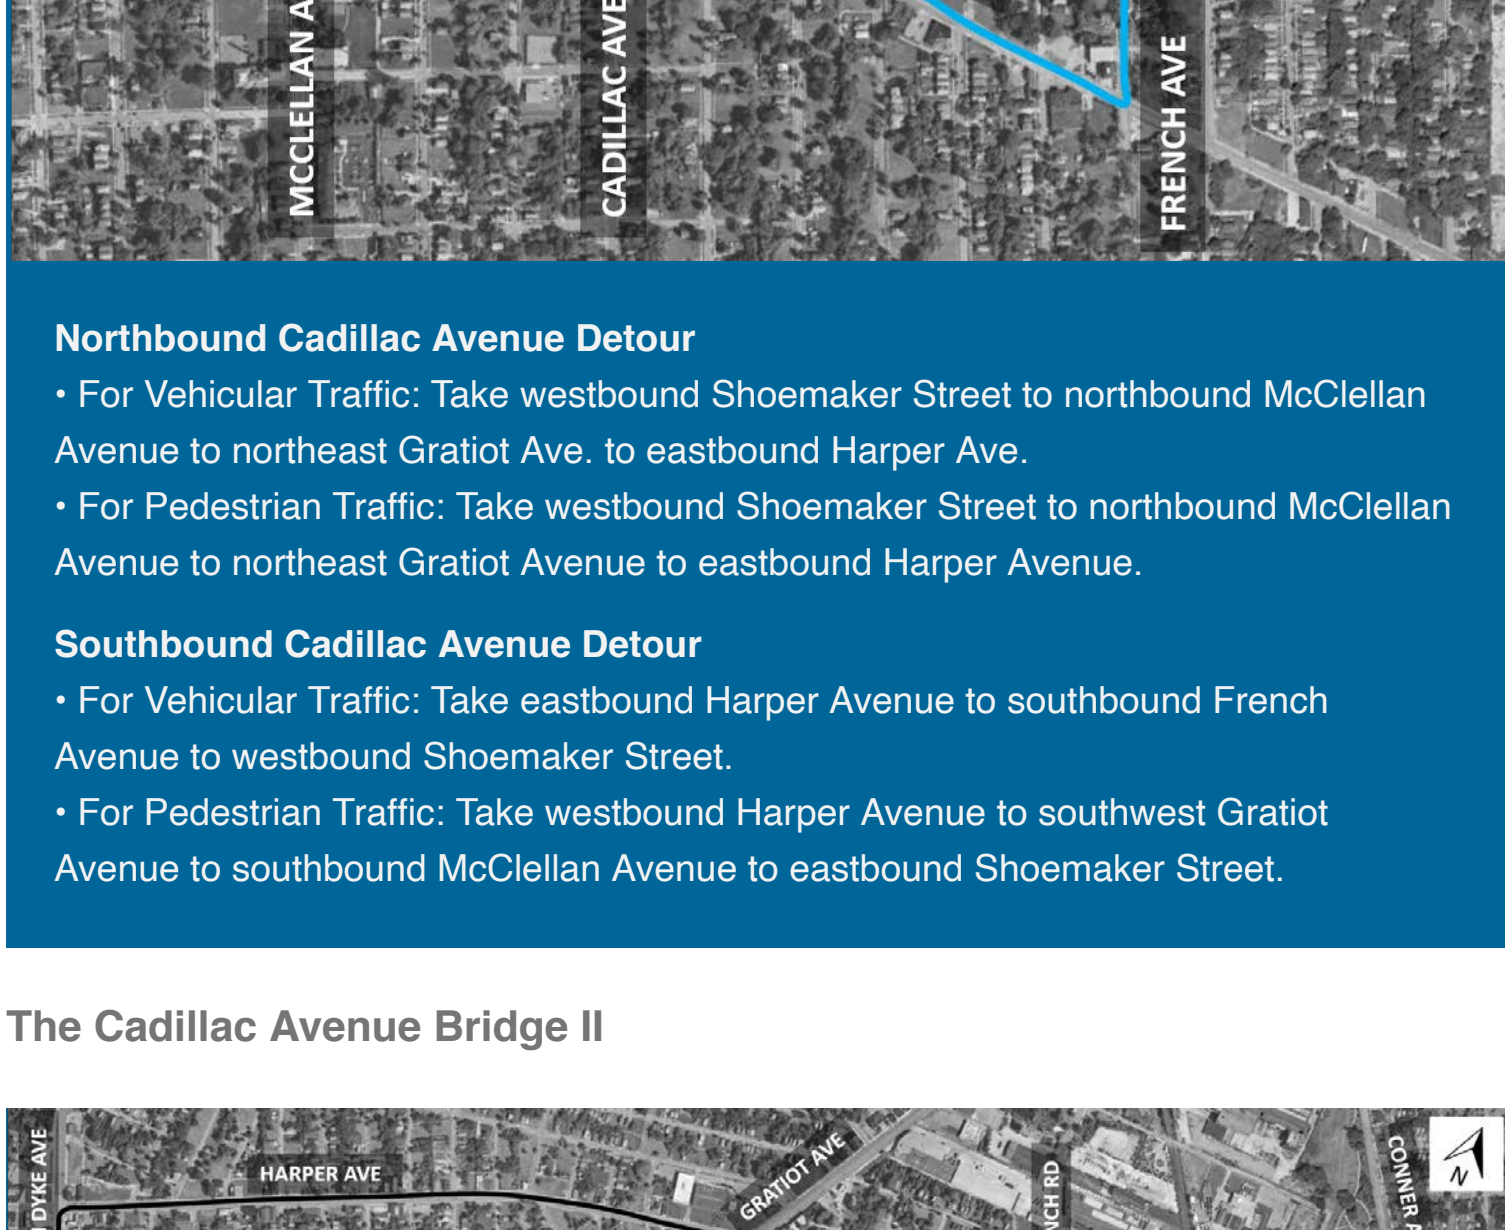 MCCLELLAN A
CADILLAC AVE
FRENCH AVE
Northbound Cadillac Avenue Detour
• For Vehicular Traffic: Take westbound Shoemaker Street to northbound McClellan
Avenue to northeast Gratiot Ave. to eastbound Harper Ave.
• For Pedestrian Traffic: Take westbound Shoemaker Street to northbound McClellan
Avenue to northeast Gratiot Avenue to eastbound Harper Avenue.
Southbound Cadillac Avenue Detour
• For Vehicular Traffic: Take eastbound Harper Avenue to southbound French
Avenue to westbound Shoemaker Street.
• For Pedestrian Traffic: Take westbound Harper Avenue to southwest Gratiot
Avenue to southbound McClellan Avenue to eastbound Shoemaker Street.
The Cadillac Avenue Bridge II
DYKE AVE
HARPER AVE
GRATIOT AVE
NCH RD
CONNER A
N